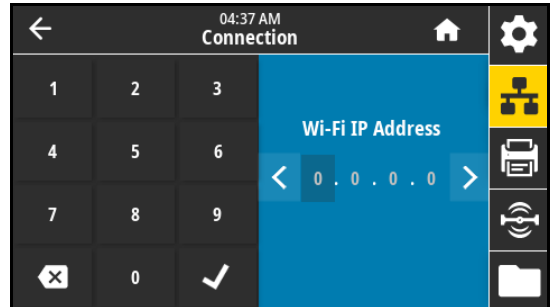 04:37 AM
Connection
1 2 3
Wi-Fi IP Address
4 5 6
0 . 0 . 0 . 0
7 8 9
0